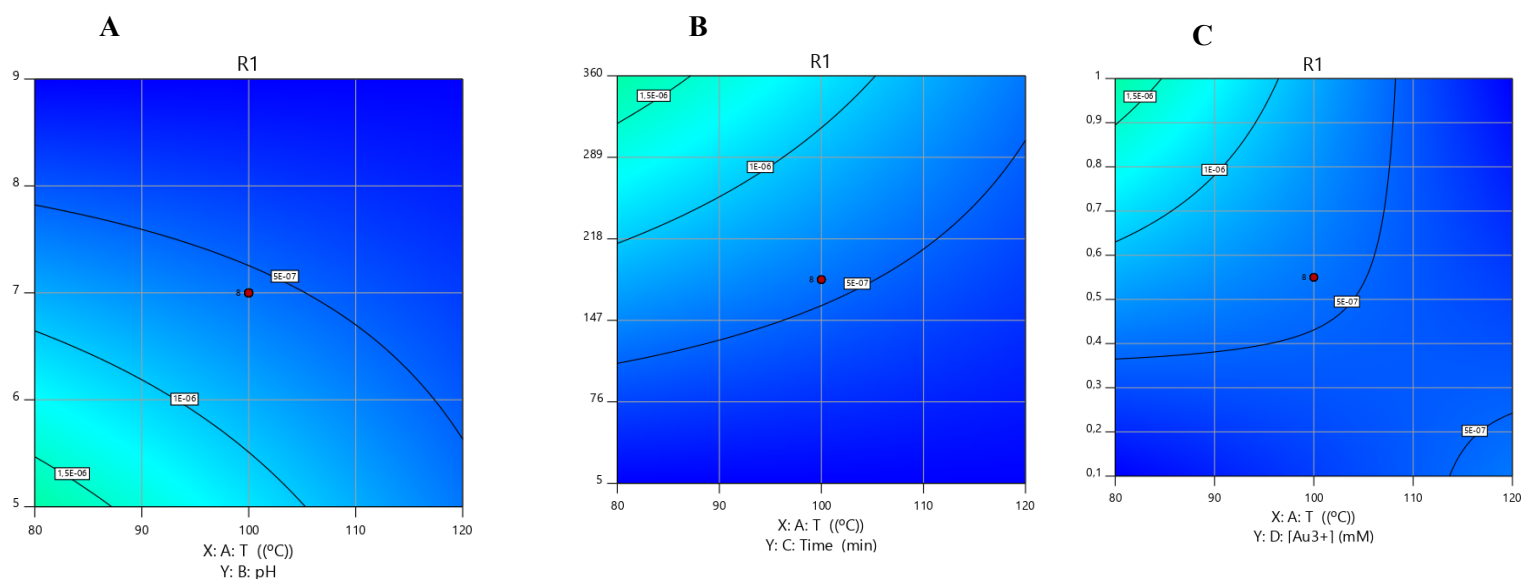 A
R1
9
8
7
6
5
1,5E-06
1E-06
5E-07
8
80 90 100 110 120
X: A: T ((ºC))
Y: B: pH
B
R1
360
289
218
147
76
5
1,5E-06
1E-06
5E-07
8
80 90 100 110 120
X: A: T ((ºC))
Y: C: Time (min)
C
R1
1
0,9
0,8
0,7
0,6
0,5
0,4
0,3
0,2
0,1
1,5E-06
1E-06
5E-07
5E-07
8
80 90 100 110 120
X: A: T ((ºC))
Y: D: [Au3+] (mM)